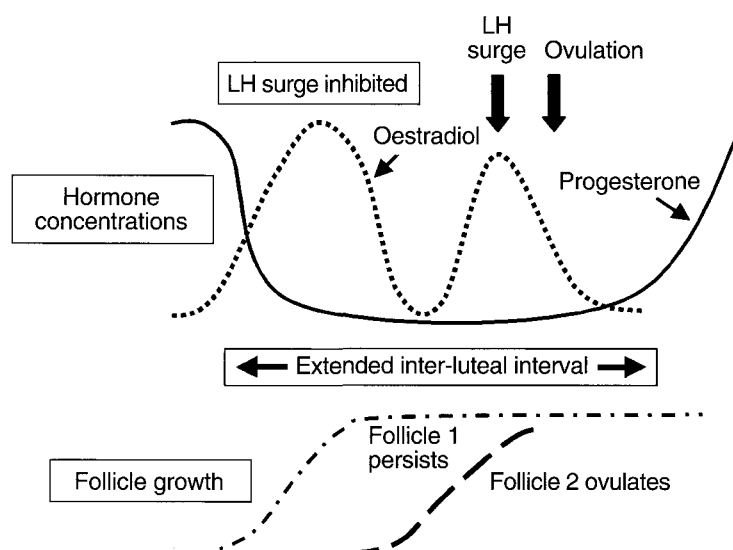 LH
surge
Ovulation
LH surge inhibited
Oestradiol
Hormone
concentrations
Progesterone
Extended inter-luteal interval
Follicle 1
persists
Follicle growth
Follicle 2 ovulates